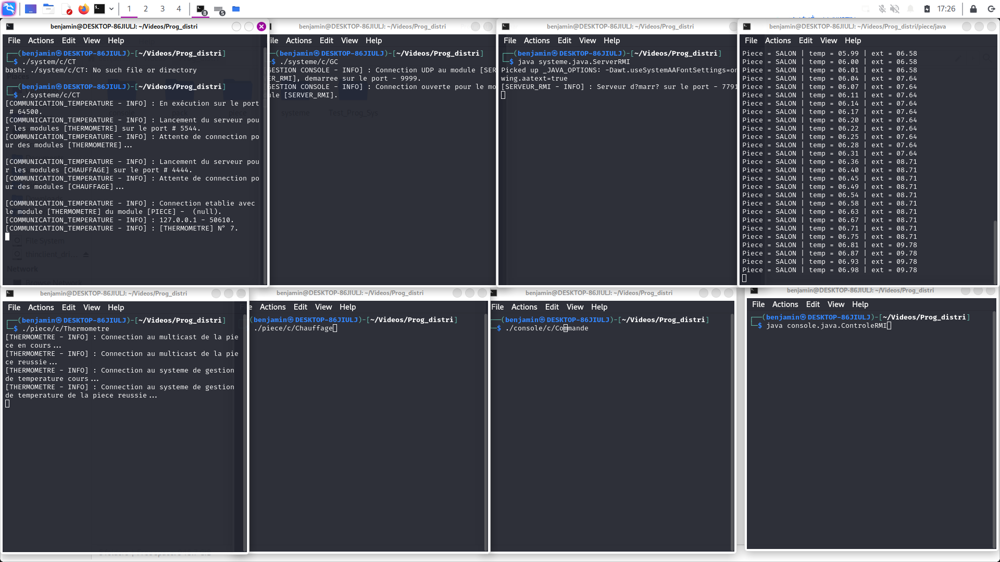 1 2 3 4 8 5 17:26
benjamin@DESKTOP-86JIULJ: ~/Videos/Prog_distri
File Actions Edit View Help
┌──(benjamin㉿DESKTOP-86JIULJ)-[~/Videos/Prog_distri]
└─$ ./system/c/CT
bash: ./system/c/CT: No such file or directory
┌──(benjamin㉿DESKTOP-86JIULJ)-[~/Videos/Prog_distri]
└─$ ./systeme/c/CT
[COMMUNICATION_TEMPERATURE - INFO] : En exécution sur le port
# 64500.
[COMMUNICATION_TEMPERATURE - INFO] : Lancement du serveur pou
r les modules [THERMOMETRE] sur le port # 5544.
[COMMUNICATION_TEMPERATURE - INFO] : Attente de connection po
ur des modules [THERMOMETRE]...
[COMMUNICATION_TEMPERATURE - INFO] : Lancement du serveur pou
r les modules [CHAUFFAGE] sur le port # 4444.
[COMMUNICATION_TEMPERATURE - INFO] : Attente de connection po
ur des modules [CHAUFFAGE]...
[COMMUNICATION_TEMPERATURE - INFO] : Connection etablie avec
le module [THERMOMETRE] du module [PIECE] -  (null).
[COMMUNICATION_TEMPERATURE - INFO] : 127.0.0.1 - 50610.
[COMMUNICATION_TEMPERATURE - INFO] : [THERMOMETRE] N° 7.
Places
console pack piece systeme Test_Prog_Sys
File System
thinclient_dri...
Network
Browse Network
benjamin@DESKTOP-86JIULJ: ~/Videos/Prog_distri
ile Actions Edit View Help
─(benjamin㉿DESKTOP-86JIULJ)-[~/Videos/Prog_distri]
$ ./systeme/c/GC
GESTION CONSOLE - INFO] : Connection UDP au module [SER
ER_RMI], demarree sur le port - 9999.
GESTION CONSOLE - INFO] : Connection ouverte pour le mo
ule [SERVER_RMI].
benjamin@DESKTOP-86JIULJ: ~/Videos/Prog_distri
File Actions Edit View Help
┌──(benjamin㉿DESKTOP-86JIULJ)-[~/Videos/Prog_distri]
└─$ java systeme.java.ServerRMI
Picked up _JAVA_OPTIONS: -Dawt.useSystemAAFontSettings=on
wing.aatext=true
[SERVEUR_RMI - INFO] : Serveur d?marr? sur le port - 7791
benjamin@DESKTOP-86JIULJ: ~/Videos/Prog_distri/piece/java
File Actions Edit View Help
Piece = SALON | temp = 05.99 | ext = 06.58
Piece = SALON | temp = 06.00 | ext = 06.58
Piece = SALON | temp = 06.01 | ext = 06.58
Piece = SALON | temp = 06.04 | ext = 07.64
Piece = SALON | temp = 06.07 | ext = 07.64
Piece = SALON | temp = 06.11 | ext = 07.64
Piece = SALON | temp = 06.14 | ext = 07.64
Piece = SALON | temp = 06.17 | ext = 07.64
Piece = SALON | temp = 06.20 | ext = 07.64
Piece = SALON | temp = 06.22 | ext = 07.64
Piece = SALON | temp = 06.25 | ext = 07.64
Piece = SALON | temp = 06.28 | ext = 07.64
Piece = SALON | temp = 06.31 | ext = 07.64
Piece = SALON | temp = 06.36 | ext = 08.71
Piece = SALON | temp = 06.40 | ext = 08.71
Piece = SALON | temp = 06.45 | ext = 08.71
Piece = SALON | temp = 06.49 | ext = 08.71
Piece = SALON | temp = 06.54 | ext = 08.71
Piece = SALON | temp = 06.58 | ext = 08.71
Piece = SALON | temp = 06.63 | ext = 08.71
Piece = SALON | temp = 06.67 | ext = 08.71
Piece = SALON | temp = 06.71 | ext = 08.71
Piece = SALON | temp = 06.75 | ext = 08.71
Piece = SALON | temp = 06.81 | ext = 09.78
Piece = SALON | temp = 06.87 | ext = 09.78
Piece = SALON | temp = 06.93 | ext = 09.78
Piece = SALON | temp = 06.98 | ext = 09.78
benjamin@DESKTOP-86JIULJ: ~/Videos/Prog_distri
File Actions Edit View Help
┌──(benjamin㉿DESKTOP-86JIULJ)-[~/Videos/Prog_distri]
└─$ ./piece/c/Thermometre
[THERMOMETRE - INFO] : Connection au multicast de la pie
ce en cours...
[THERMOMETRE - INFO] : Connection au multicast de la pie
ce reussie...
[THERMOMETRE - INFO] : Connection au systeme de gestion
de temperature cours...
[THERMOMETRE - INFO] : Connection au systeme de gestion
de temperature de la piece reussie...
benjamin@DESKTOP-86JIULJ: ~/Videos/Prog_distri
e Actions Edit View Help
(benjamin㉿DESKTOP-86JIULJ)-[~/Videos/Prog_distri]
./piece/c/Chauffage
benjamin@DESKTOP-86JIULJ: ~/Videos/Prog_distri
File Actions Edit View Help
──(benjamin㉿DESKTOP-86JIULJ)-[~/Videos/Prog_distri]
─$ ./console/c/Commande
benjamin@DESKTOP-86JIULJ: ~/Videos/Prog_distri
File Actions Edit View Help
┌──(benjamin㉿DESKTOP-86JIULJ)-[~/Videos/Prog_distri]
└─$ java console.java.ControleRMI